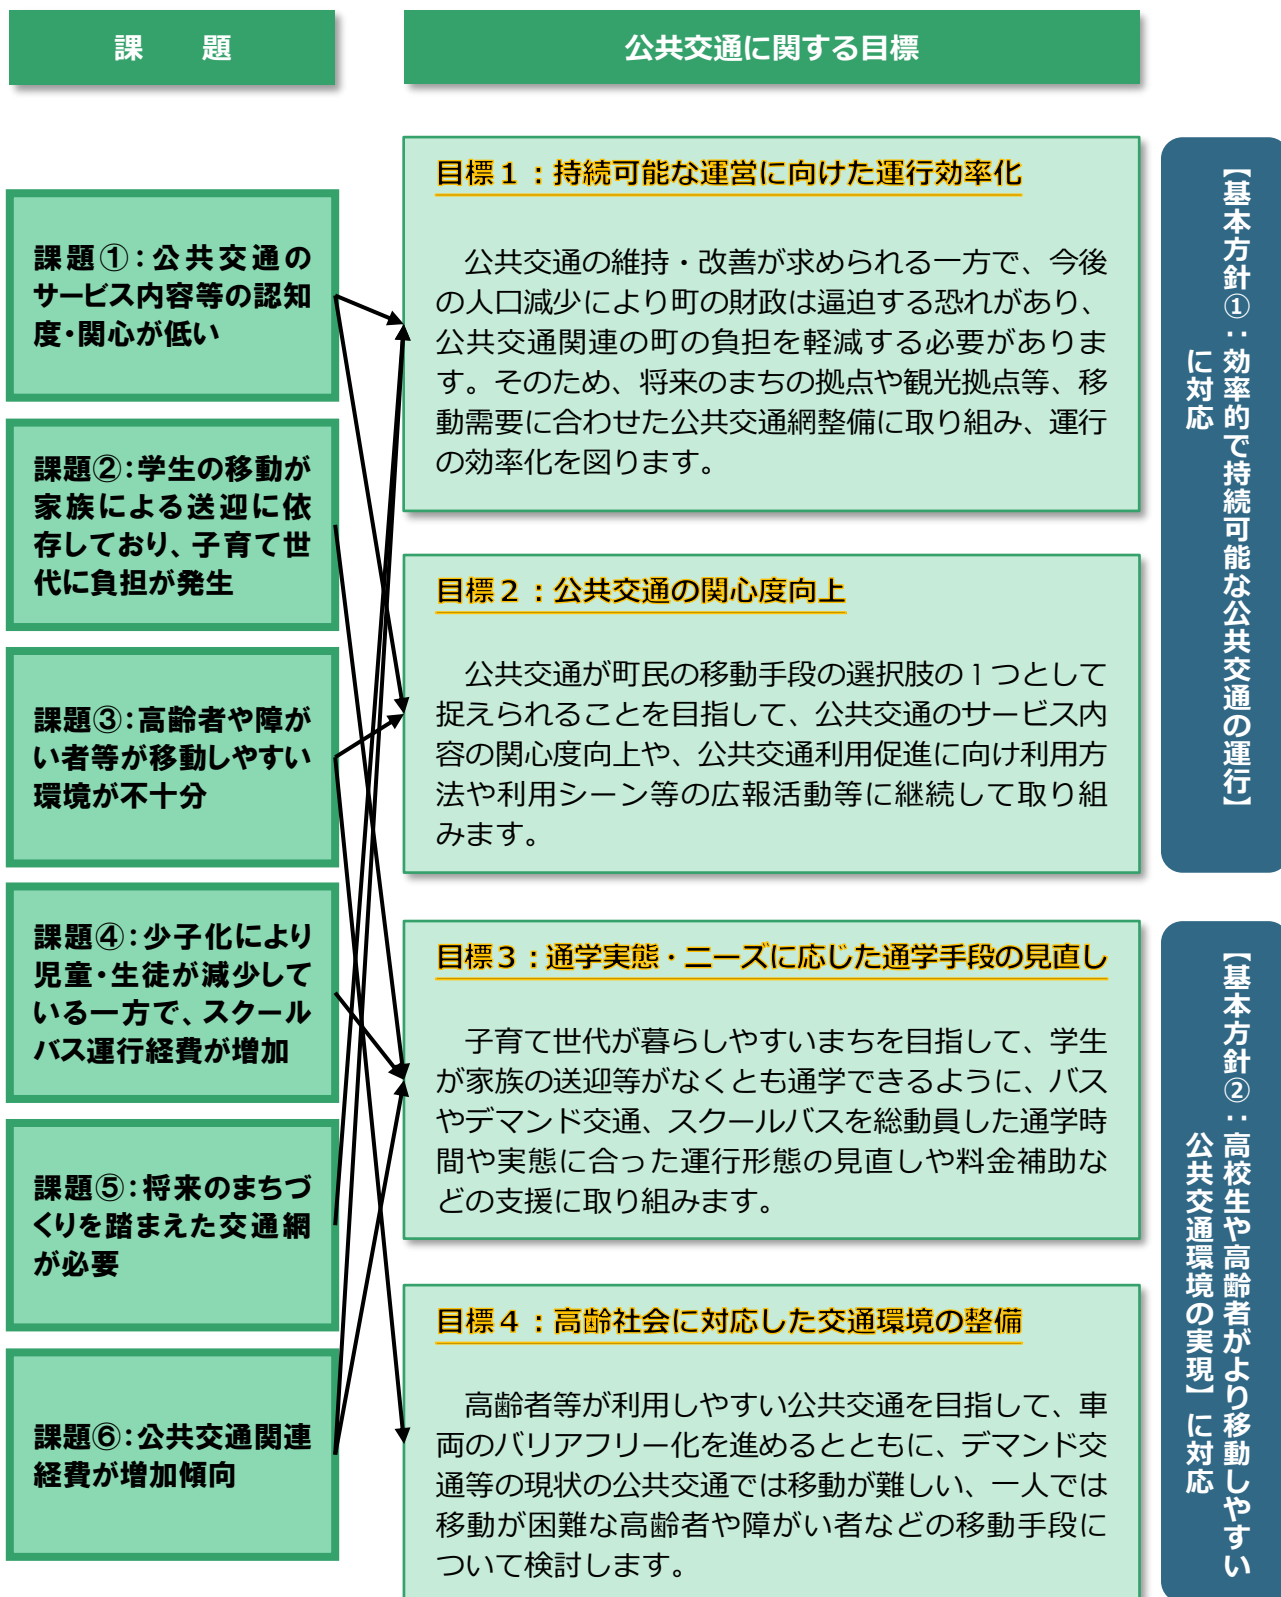 課　題
公共交通に関する目標
課題①：公共交通の
サービス内容等の認知
度・関心が低い
課題②：学生の移動が
家族による送迎に依
存しており、子育て世
代に負担が発生
課題③：高齢者や障が
い者等が移動しやすい
環境が不十分
課題④：少子化により
児童・生徒が減少して
いる一方で、スクール
バス運行経費が増加
課題⑤：将来のまちづ
くりを踏まえた交通網
が必要
課題⑥：公共交通関連
経費が増加傾向
目標１：持続可能な運営に向けた運行効率化
公共交通の維持・改善が求められる一方で、今後
の人口減少により町の財政は逼迫する恐れがあり、
公共交通関連の町の負担を軽減する必要がありま
す。そのため、将来のまちの拠点や観光拠点等、移
動需要に合わせた公共交通網整備に取り組み、運行
の効率化を図ります。
目標２：公共交通の関心度向上
公共交通が町民の移動手段の選択肢の１つとして
捉えられることを目指して、公共交通のサービス内
容の関心度向上や、公共交通利用促進に向け利用方
法や利用シーン等の広報活動等に継続して取り組
みます。
目標３：通学実態・ニーズに応じた通学手段の見直し
子育て世代が暮らしやすいまちを目指して、学生
が家族の送迎等がなくとも通学できるように、バス
やデマンド交通、スクールバスを総動員した通学時
間や実態に合った運行形態の見直しや料金補助な
どの支援に取り組みます。
目標４：高齢社会に対応した交通環境の整備
高齢者等が利用しやすい公共交通を目指して、車
両のバリアフリー化を進めるとともに、デマンド交
通等の現状の公共交通では移動が難しい、一人では
移動が困難な高齢者や障がい者などの移動手段に
ついて検討します。
【基本方針①：効率的で持続可能な公共交通の運行】
に対応
【基本方針②：高校生や高齢者がより移動しやすい
公共交通環境の実現】に対応